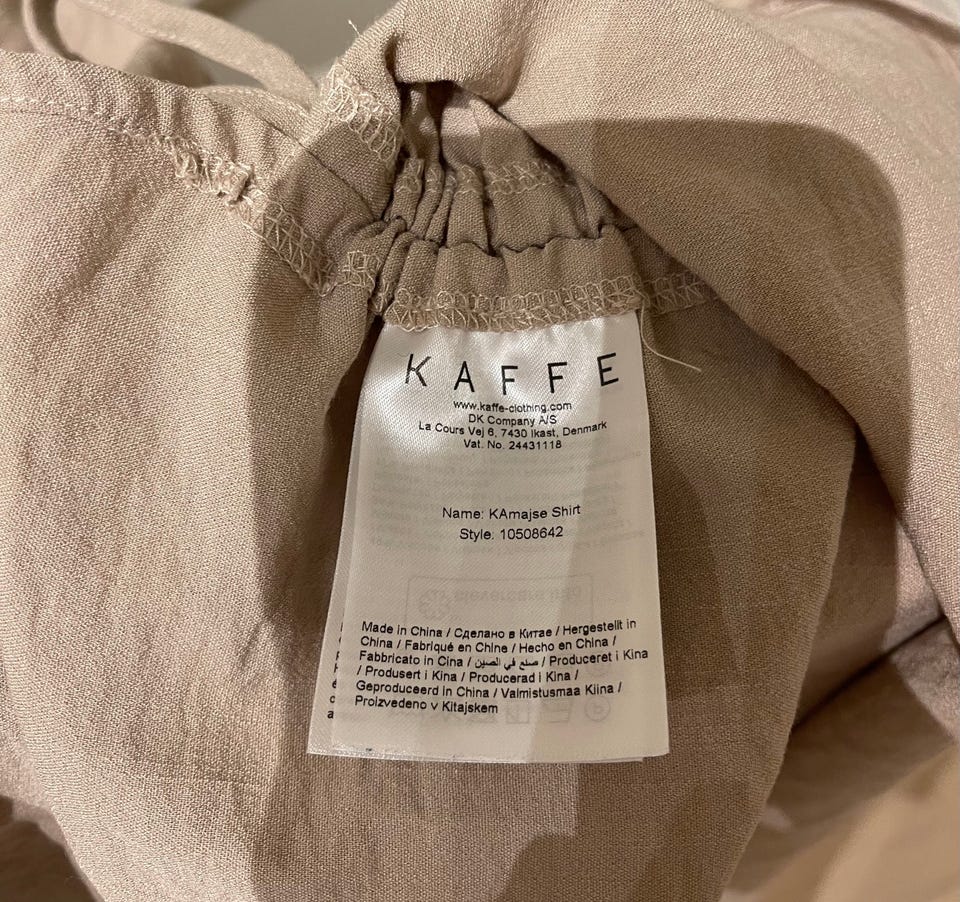 KAFFE
www.kaffe-clothing.com
DK Company A/S
La Cours Vej 6, 7430 Ikast, Denmark
Vat. No. 24431118
Name: KAmajse Shirt
Style. 10508642
clevercare.info
Made in China / Сделано в Китае / Hergestellt in
China / Fabriqué en Chine / Hecho en China /
Fabbricato in Cina / صنع في الصين / Produceret i Kina
/ Produsert i Kina / Producerad i Kina /
Geproduceerd in China / Valmistusmaa Kiina /
Proizvedeno v Kitajskem